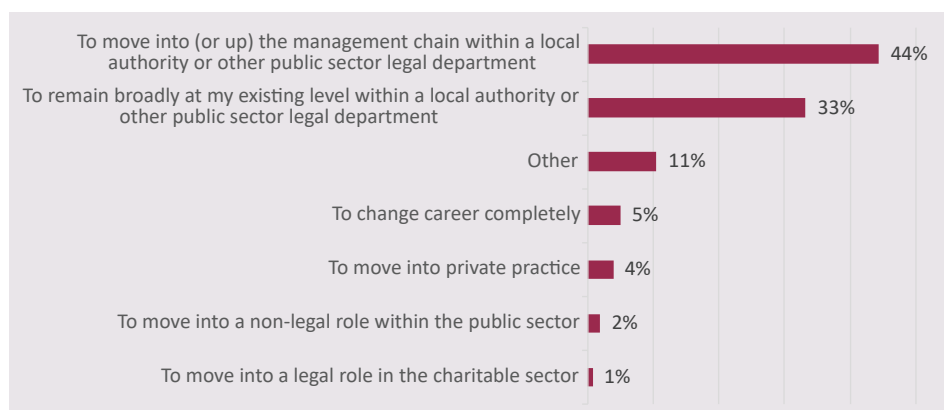 To move into (or up) the management chain within a local
authority or other public sector legal department
44%
To remain broadly at my existing level within a local authority or
other public sector legal department
33%
Other
11%
To change career completely
5%
To move into private practice
4%
To move into a non-legal role within the public sector
2%
To move into a legal role in the charitable sector
1%